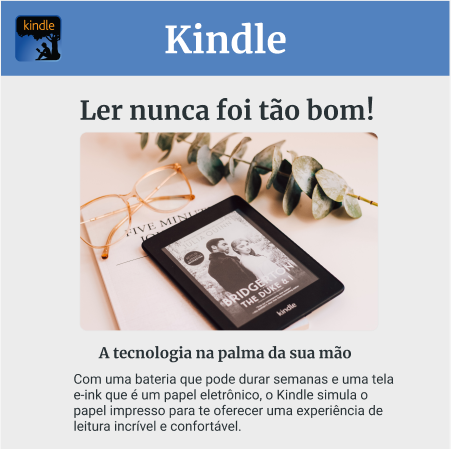 kindle
Kindle
Ler nunca foi tão bom!
FIVE MINUTE
BRIDGERTON
THE DUKE & I
kindle
A tecnologia na palma da sua mão
Com uma bateria que pode durar semanas e uma tela
e-ink que é um papel eletrônico, o Kindle simula o
papel impresso para te oferecer uma experiência de
leitura incrível e confortável.